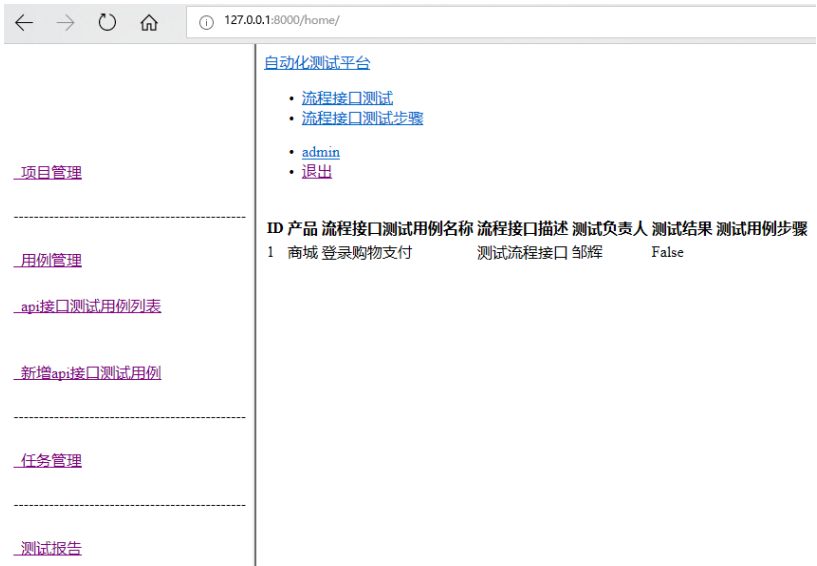 127.0.0.1:8000/home/
项目管理
----------------------------------------------
用例管理
api接口测试用例列表
新增api接口测试用例
----------------------------------------------
任务管理
----------------------------------------------
测试报告
自动化测试平台
• 流程接口测试
• 流程接口测试步骤
• admin
• 退出
ID 产品 流程接口测试用例名称 流程接口描述 测试负责人 测试结果 测试用例步骤
1 商城 登录购物支付 测试流程接口 邹辉 False